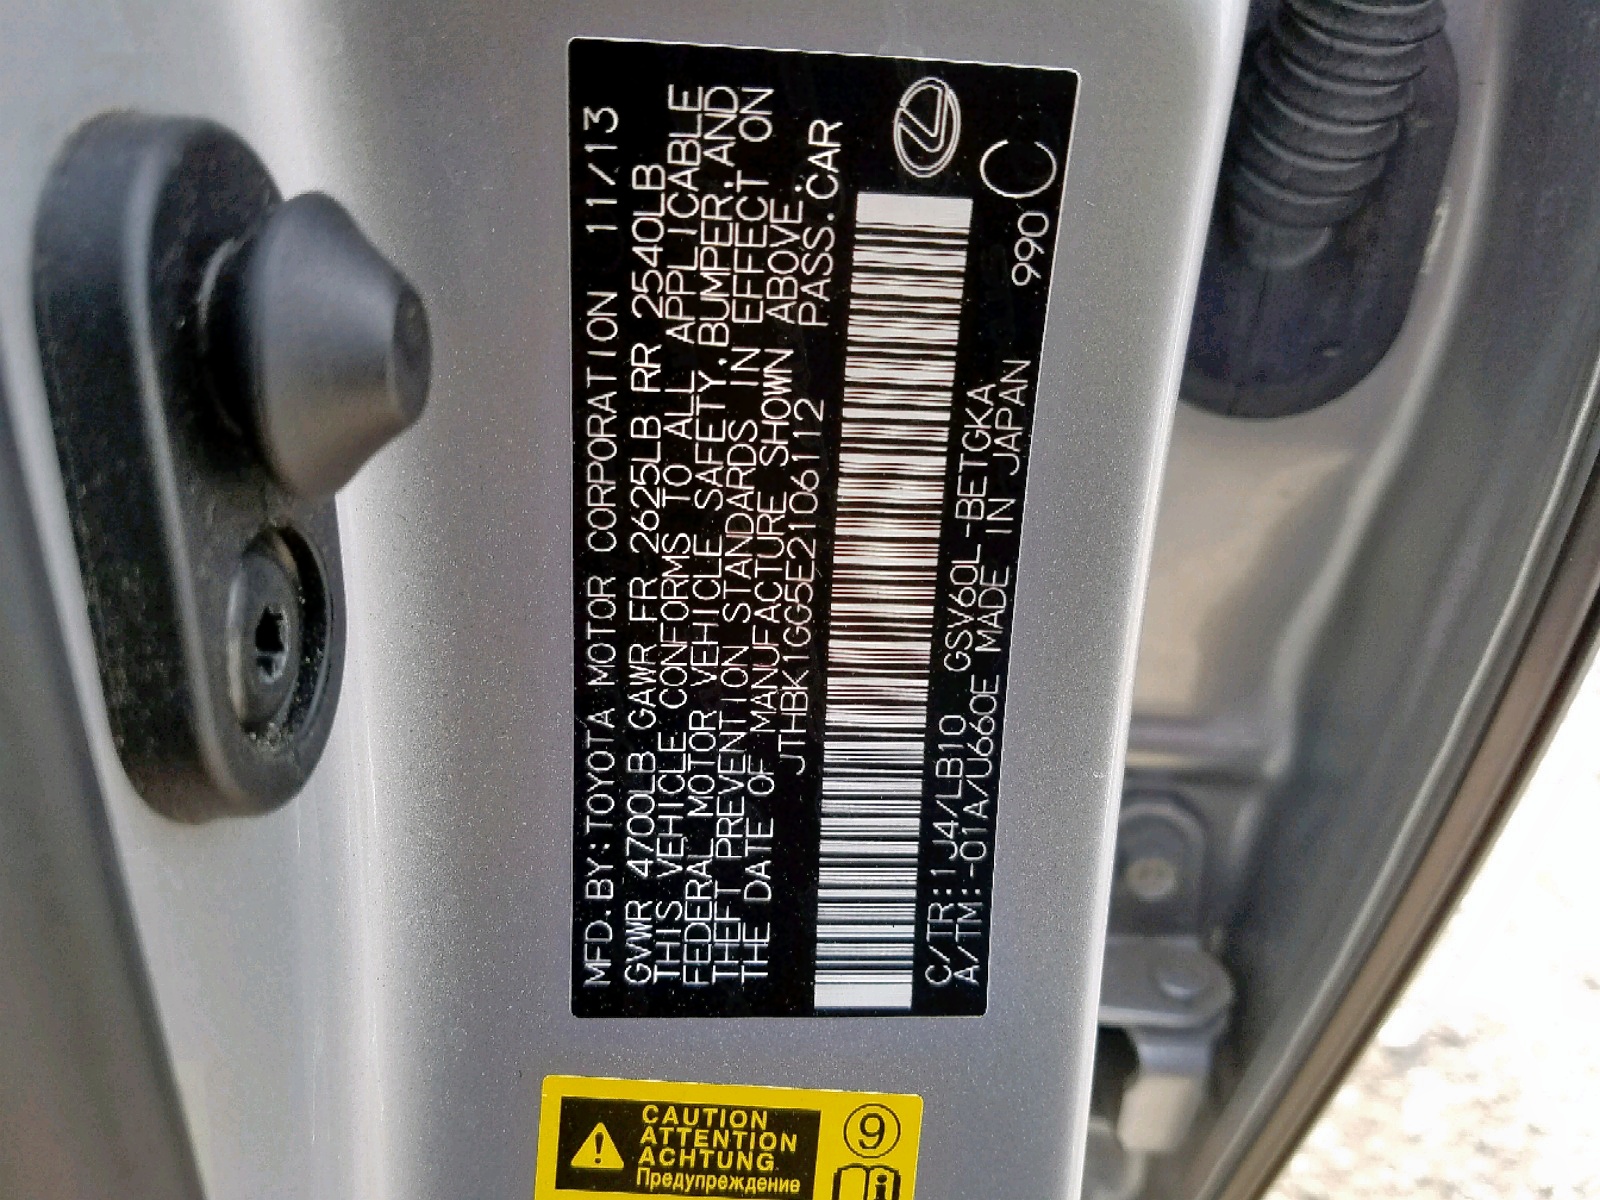 MFD.BY:TOYOTA MOTOR CORPORATION 11/13
GVWR 4700LB GAWR FR 2625LB RR 2540LB
THIS VEHICLE CONFORMS TO ALL APPLICABLE
FEDERAL MOTOR VEHICLE SAFETY,BUMPER,AND
THEFT PREVENTION STANDARDS IN EFFECT ON
THE DATE OF MANUFACTURE SHOWN ABOVE.
JTHBK1GG5E2106112 PASS.CAR
C/TR:1J4/LB10 GSV60L-BETGKA
A/TM:-01A/U660E MADE IN JAPAN
990 C
CAUTION
ATTENTION
ACHTUNG
Предупреждение
9
i